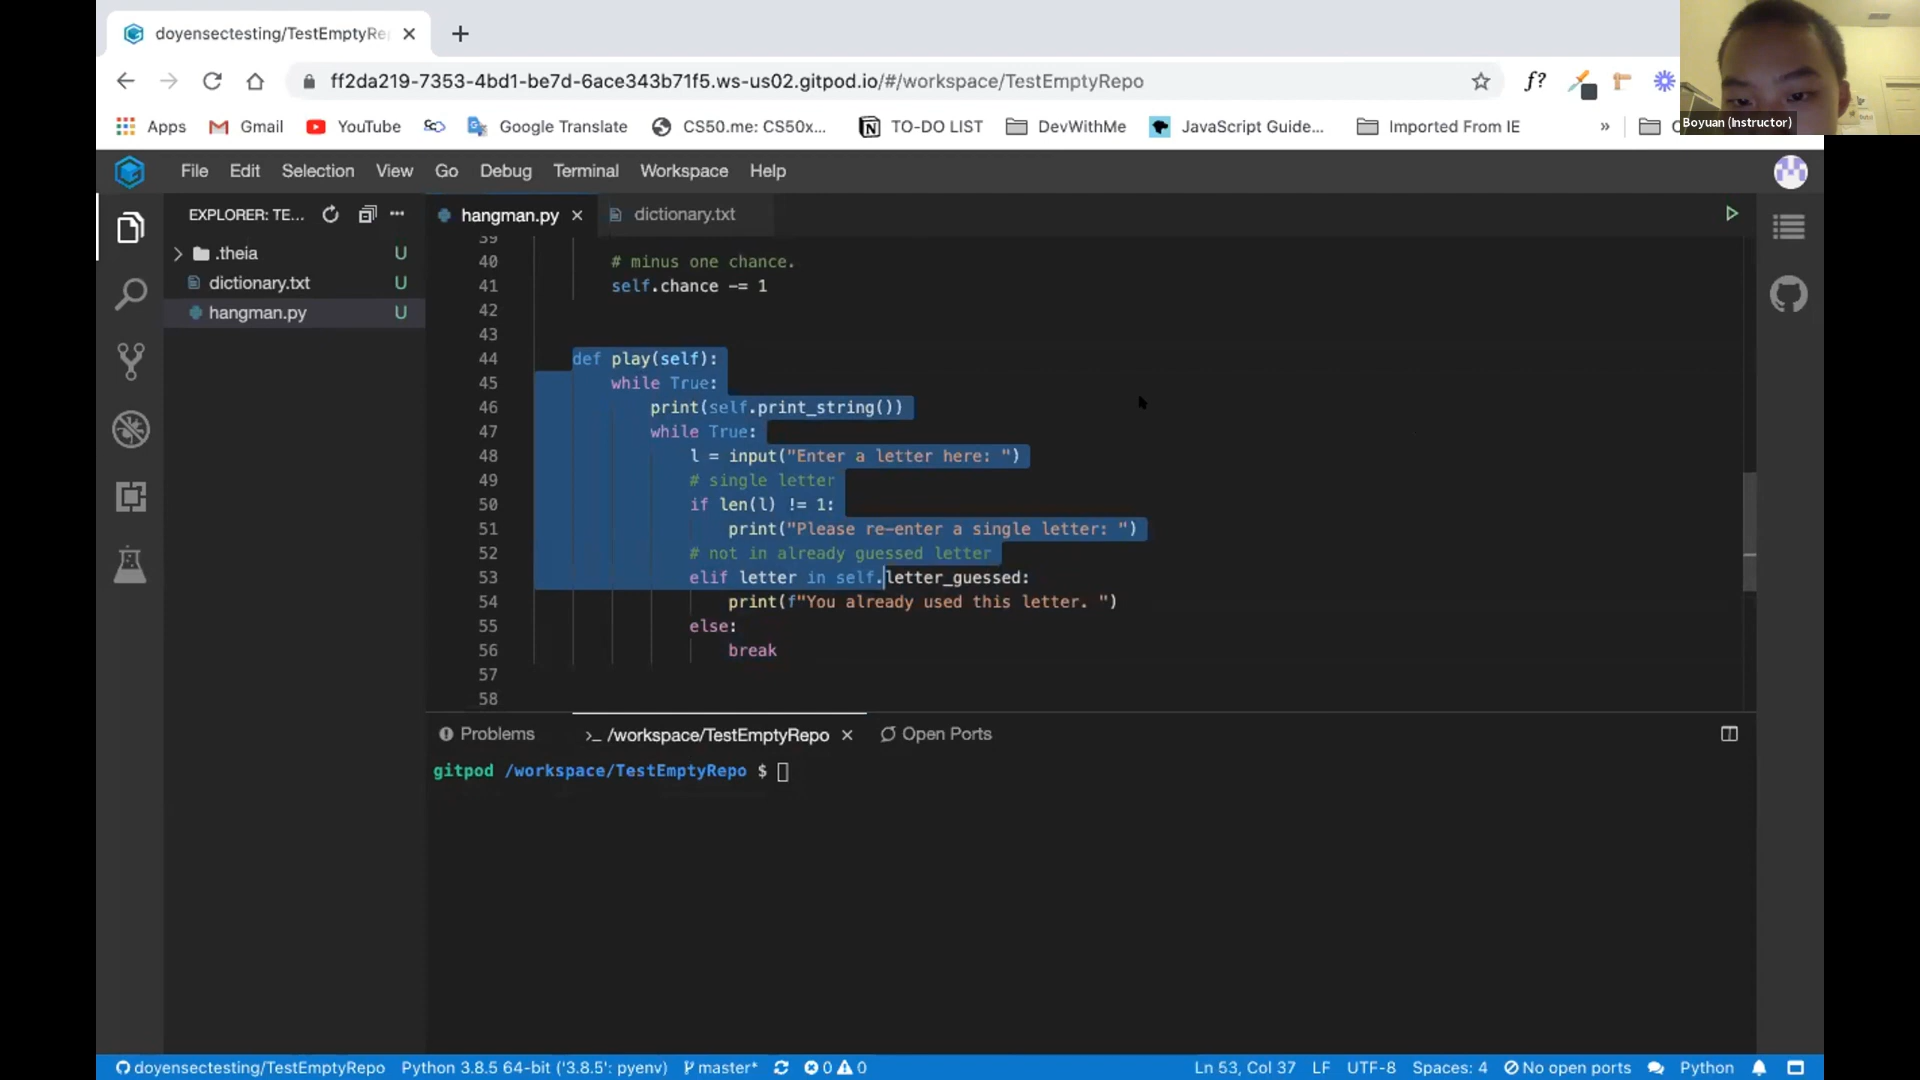 doyensectesting/TestEmptyRe
ff2da219-7353-4bd1-be7d-6ace343b71f5.ws-us02.gitpod.io/#/workspace/TestEmptyRepo
f?
Apps Gmail YouTube Google Translate CS50.me: CS50x... TO-DO LIST DevWithMe JavaScript Guide... Imported From IE »
Boyuan (Instructor)
File Edit Selection View Go Debug Terminal Workspace Help
EXPLORER: TE...
.theia U
dictionary.txt U
hangman.py U
hangman.py dictionary.txt
39
40 # minus one chance.
41 self.chance -= 1
42
43
44 def play(self):
45 while True:
46 print(self.print_string())
47 while True:
48 l = input("Enter a letter here: ")
49 # single letter
50 if len(l) != 1:
51 print("Please re-enter a single letter: ")
52 # not in already guessed letter
53 elif letter in self.letter_guessed:
54 print(f"You already used this letter. ")
55 else:
56 break
57
58
Problems >_ /workspace/TestEmptyRepo Open Ports
gitpod /workspace/TestEmptyRepo $
doyensectesting/TestEmptyRepo Python 3.8.5 64-bit ('3.8.5': pyenv) master* 0 0 Ln 53, Col 37 LF UTF-8 Spaces: 4 No open ports Python